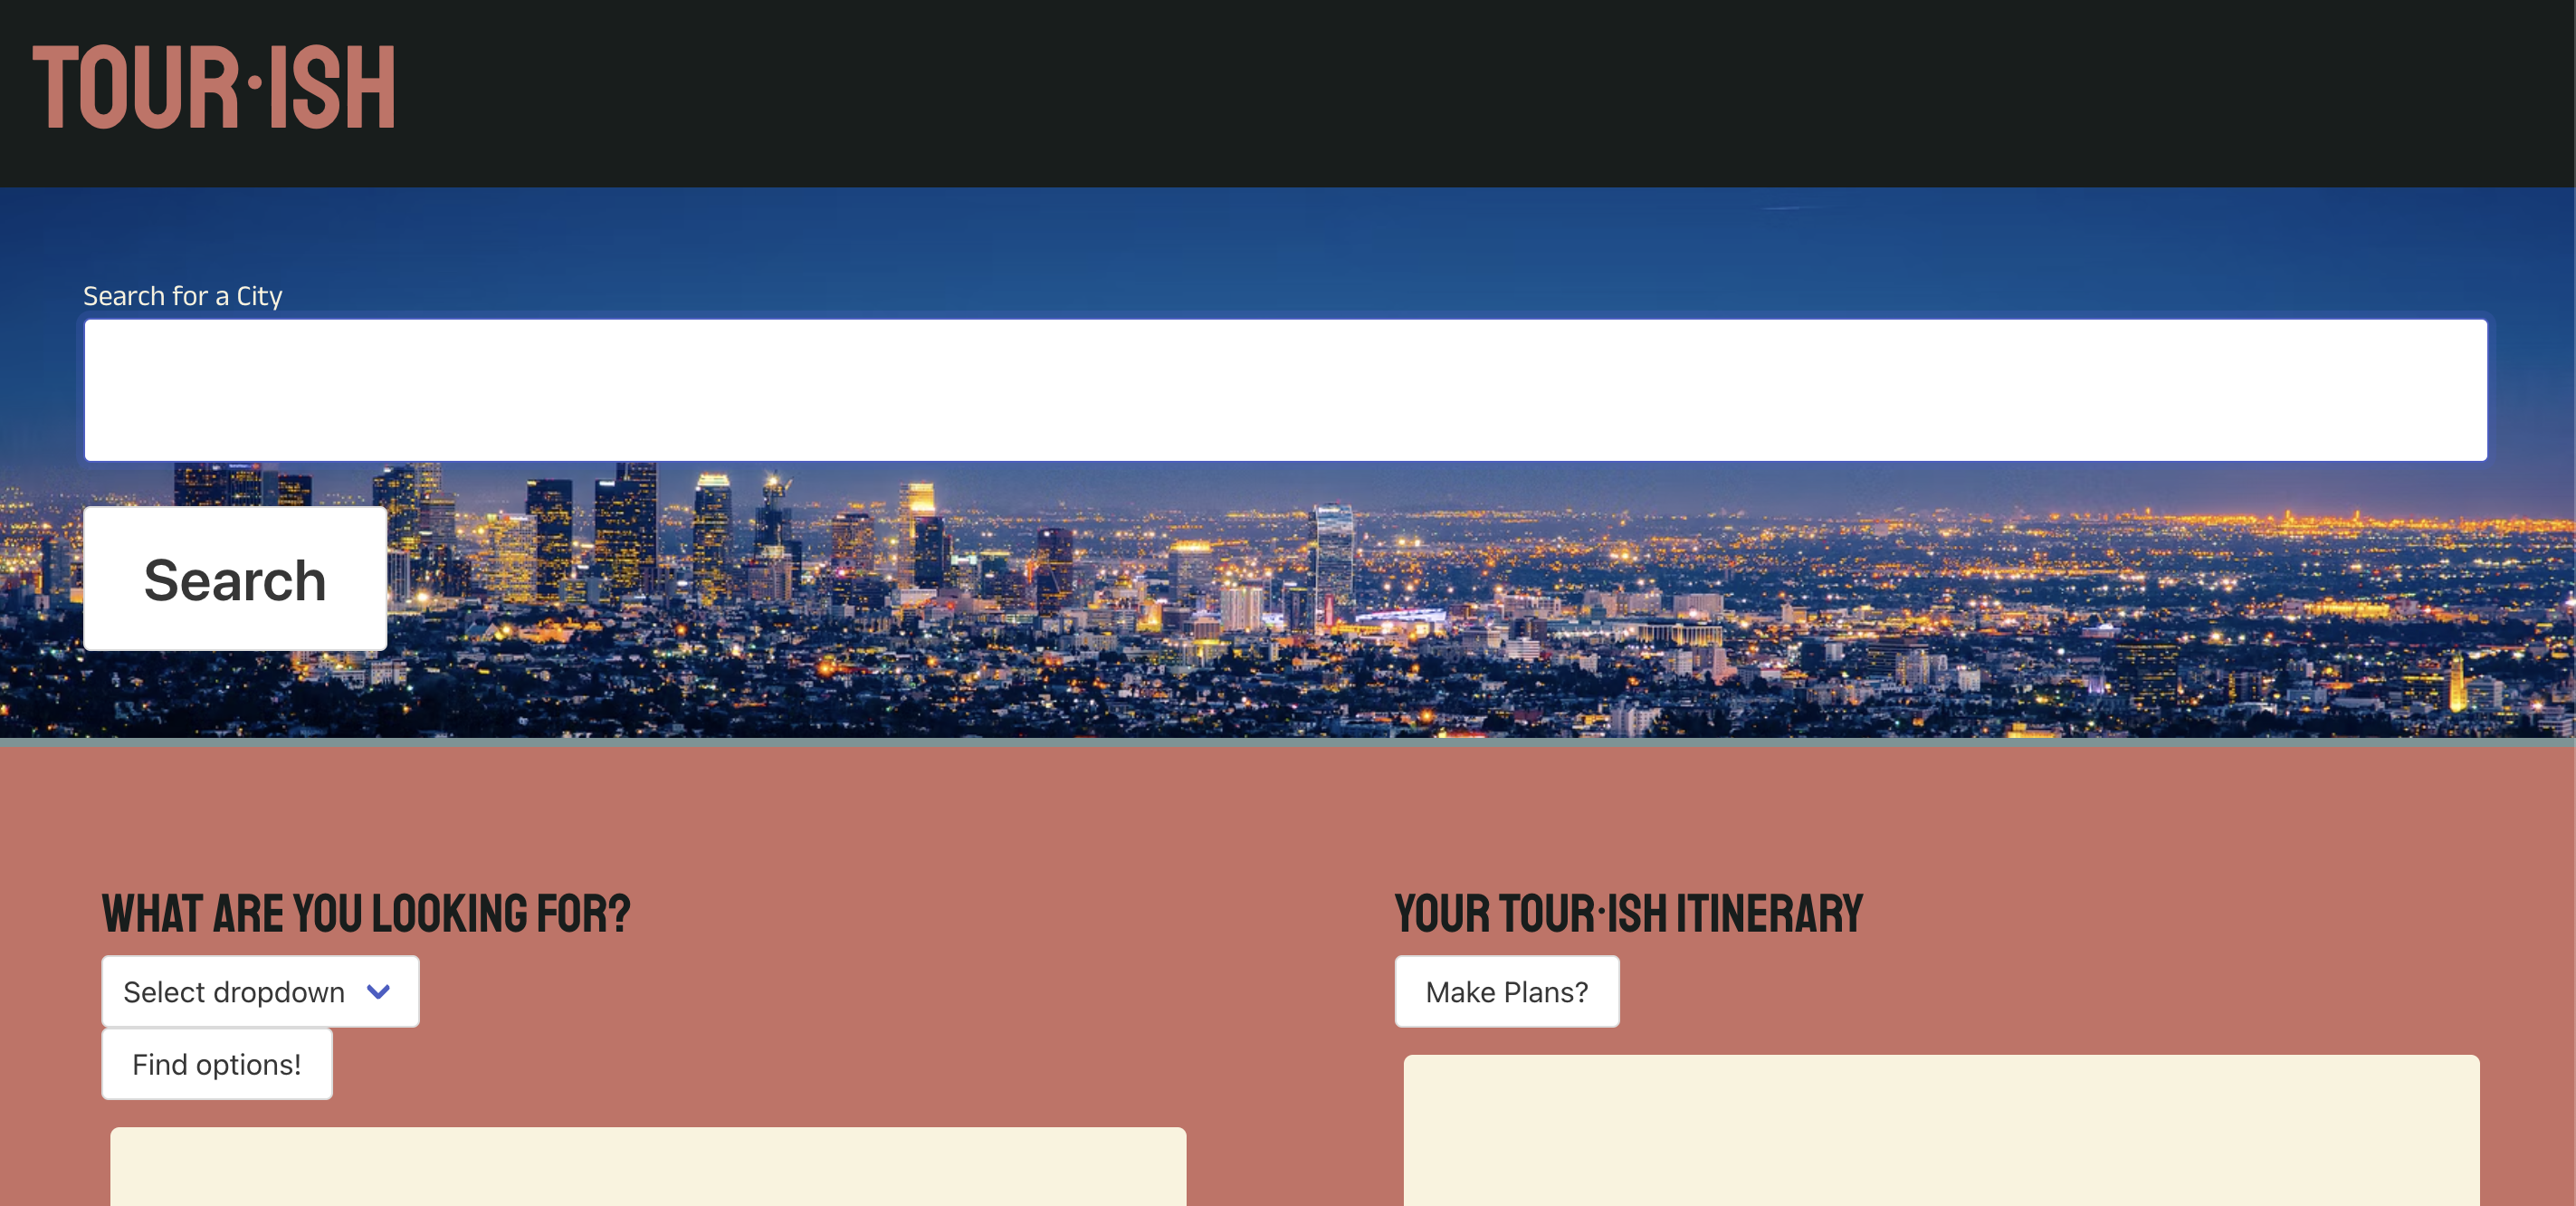 TOUR·ISH
Search for a City
Search
WHAT ARE YOU LOOKING FOR?
Select dropdown
Find options!
YOUR TOUR·ISH ITINERARY
Make Plans?